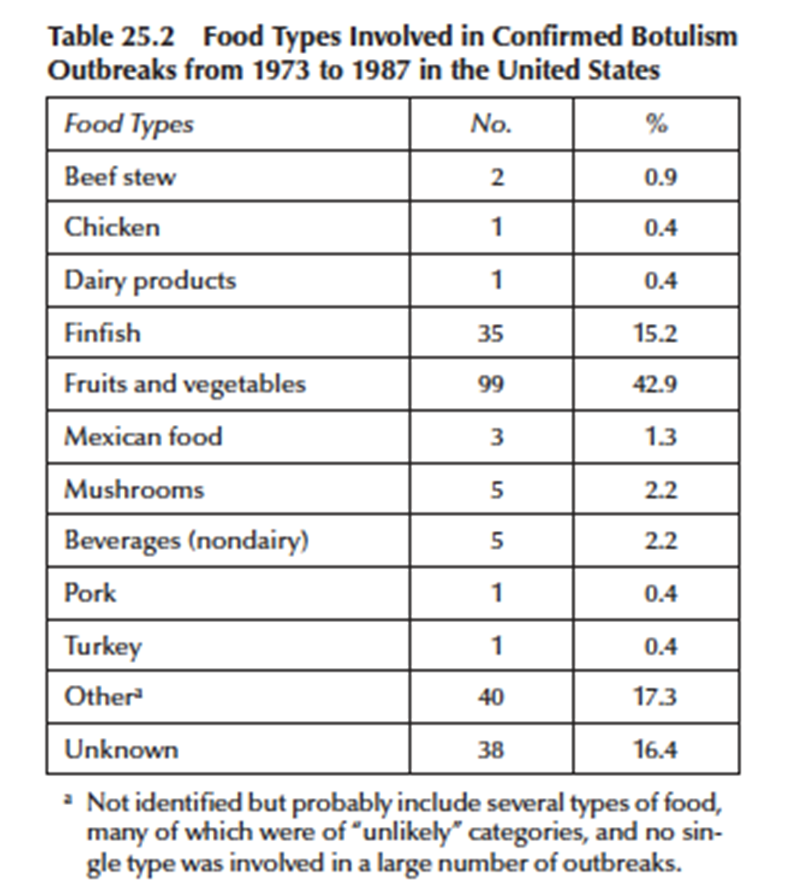 Table 25.2 Food Types Involved in Confirmed Botulism
Outbreaks from 1973 to 1987 in the United States
Food Types No. %
Beef stew 2 0.9
Chicken 1 0.4
Dairy products 1 0.4
Finfish 35 15.2
Fruits and vegetables 99 42.9
Mexican food 3 1.3
Mushrooms 5 2.2
Beverages (nondairy) 5 2.2
Pork 1 0.4
Turkey 1 0.4
Otherᵃ 40 17.3
Unknown 38 16.4
ᵃ Not identified but probably include several types of food,
many of which were of “unlikely” categories, and no sin-
gle type was involved in a large number of outbreaks.